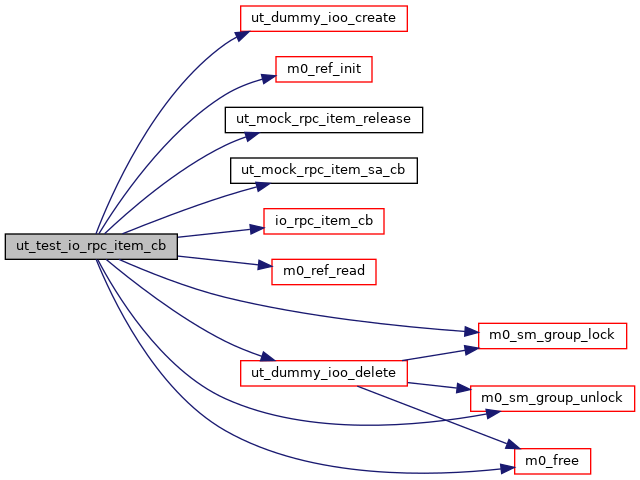 ut_dummy_ioo_create
m0_ref_init
ut_mock_rpc_item_release
ut_mock_rpc_item_sa_cb
io_rpc_item_cb
ut_test_io_rpc_item_cb
m0_ref_read
m0_sm_group_lock
ut_dummy_ioo_delete
m0_sm_group_unlock
m0_free